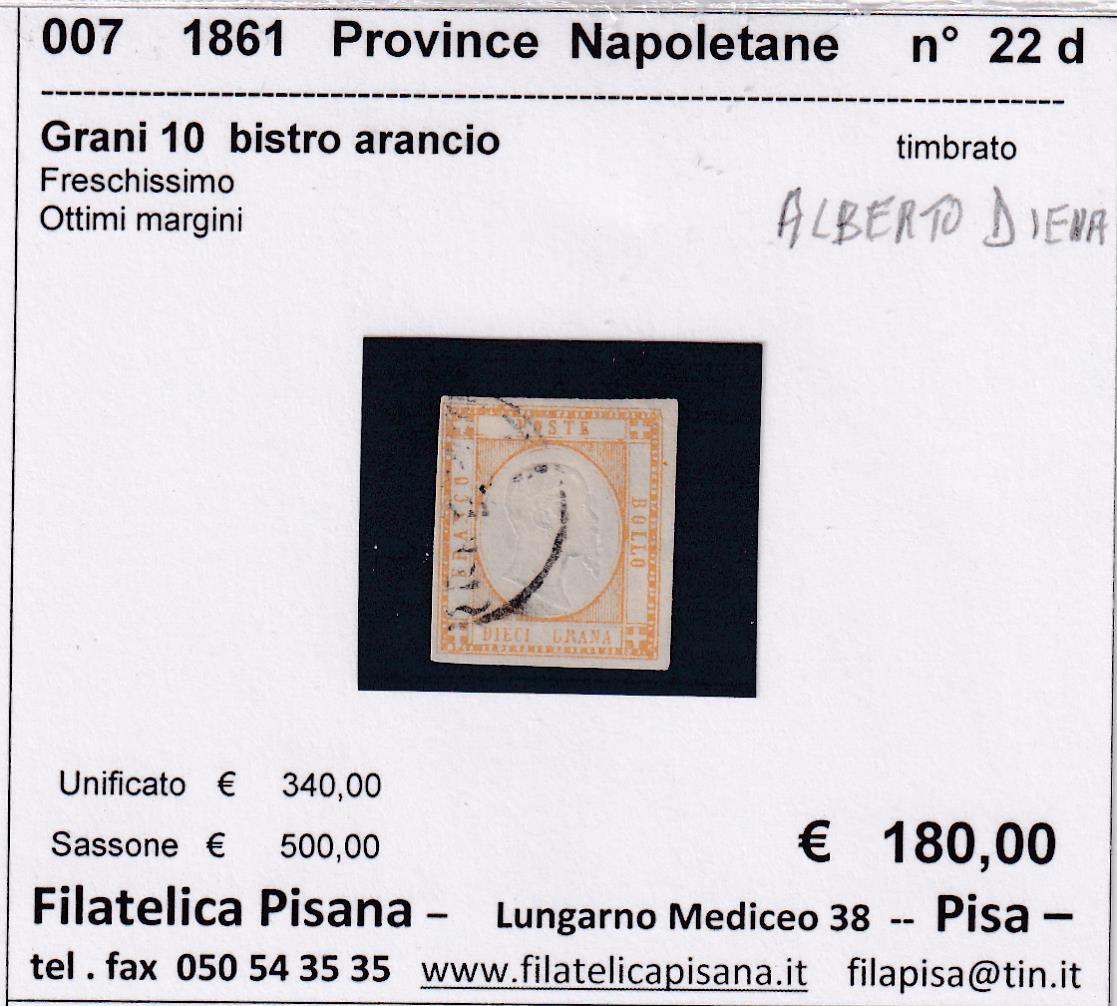 007 1861 Province Napoletane n° 22 d
--------------------------------------------------------------------------------
Grani 10 bistro arancio timbrato
Freschissimo
Ottimi margini
ALBERTO DIENA
POSTE
FRANCO
BOLLO
DIECI GRANA
Unificato € 340,00
Sassone € 500,00
€ 180,00
Filatelica Pisana – Lungarno Mediceo 38 -- Pisa –
tel . fax 050 54 35 35 www.filatelicapisana.it filapisa@tin.it